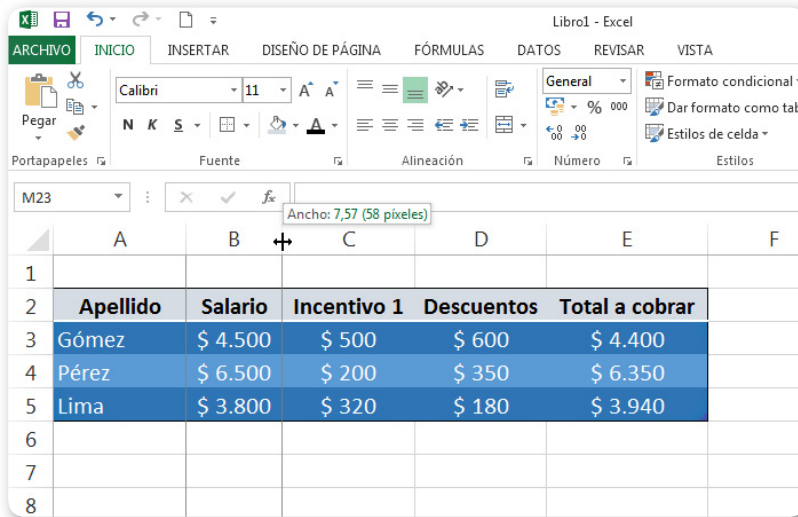 Libro1 - Excel
ARCHIVO INICIO INSERTAR DISEÑO DE PÁGINA FÓRMULAS DATOS REVISAR VISTA
Calibri 11 A A General Formato condicional
Pegar N K S A % 000 Dar formato como tab
Estilos de celda
Portapapeles Fuente Alineación Número Estilos
M23 fx
Ancho: 7,57 (58 píxeles)
A B C D E F
1
2 Apellido Salario Incentivo 1 Descuentos Total a cobrar
3 Gómez $ 4.500 $ 500 $ 600 $ 4.400
4 Pérez $ 6.500 $ 200 $ 350 $ 6.350
5 Lima $ 3.800 $ 320 $ 180 $ 3.940
6
7
8